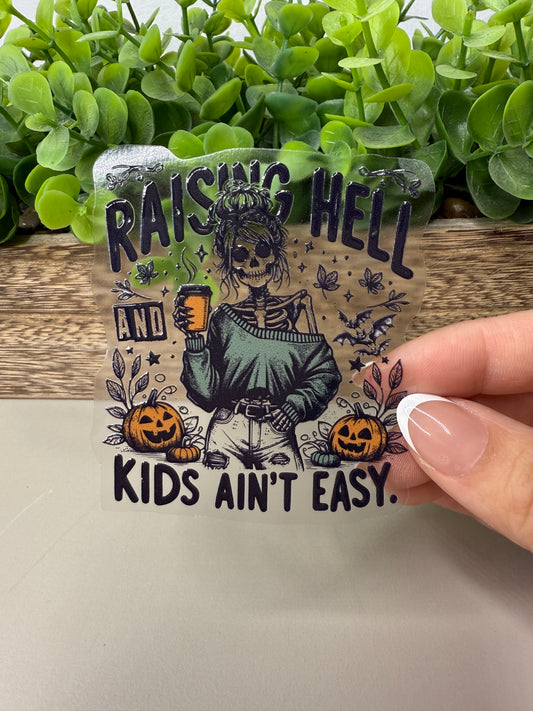 RAISING HELL
AND
KIDS AIN'T EASY.